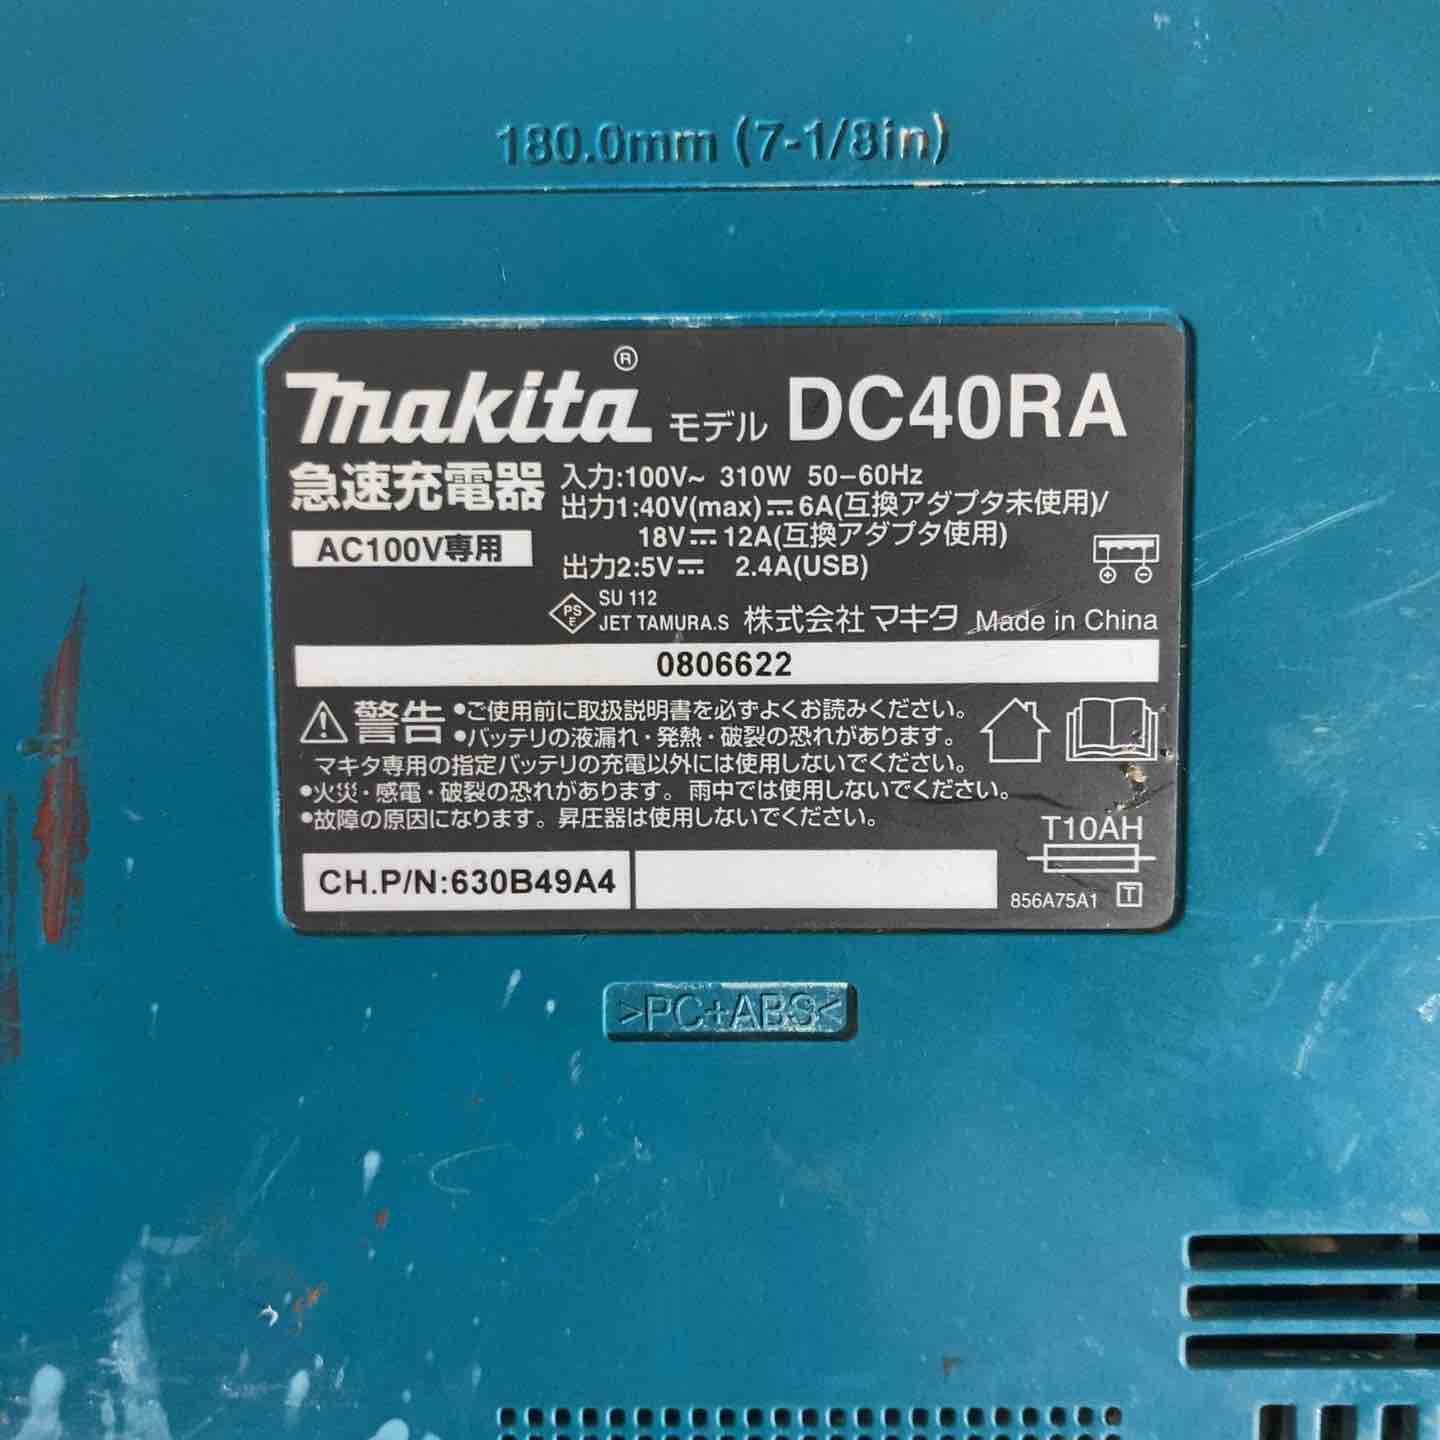 180.0mm (7-1/8in)
makita® モデル DC40RA
急速充電器
AC100V専用
入力:100V~ 310W 50-60Hz
出力1:40V(max)⎓6A(互換アダプタ未使用)/
18V⎓12A(互換アダプタ使用)
出力2:5V⎓ 2.4A(USB)
PSE SU 112
JET TAMURA.S 株式会社マキタ Made in China
0806622
警告 •ご使用前に取扱説明書を必ずよくお読みください。
•バッテリの液漏れ・発熱・破裂の恐れがあります。
マキタ専用の指定バッテリの充電以外には使用しないでください。
•火災・感電・破裂の恐れがあります。雨中では使用しないでください。
•故障の原因になります。昇圧器は使用しないでください。
T10AH
CH.P/N:630B49A4
856A75A1 T
>PC+ABS<